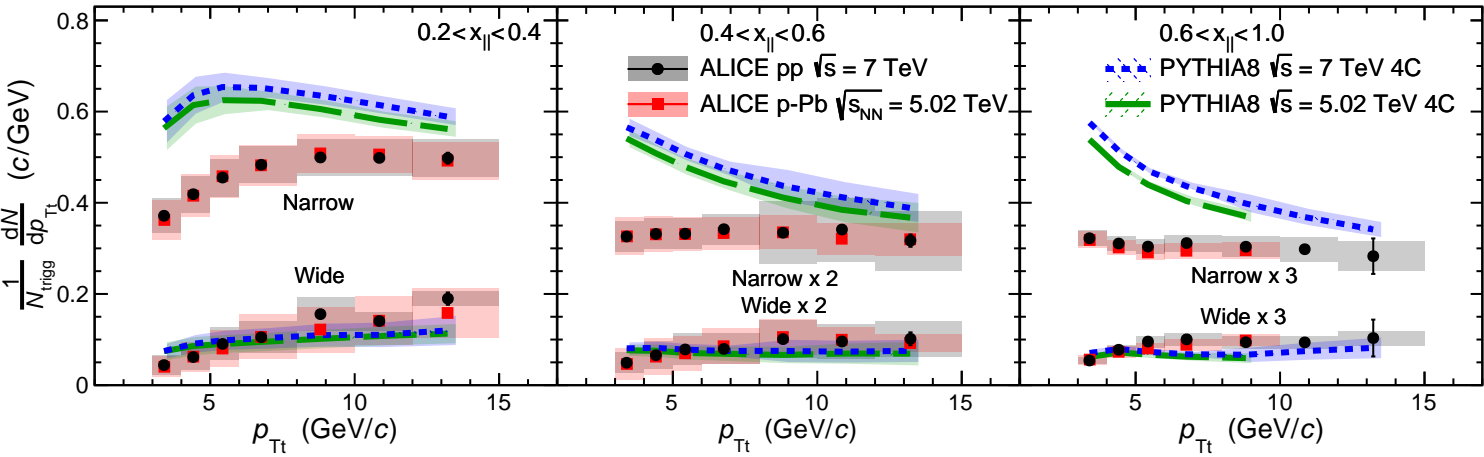 0.2<x||<0.4
0.4<x||<0.6
0.6<x||<1.0
ALICE pp √s = 7 TeV
ALICE p-Pb √sNN = 5.02 TeV
PYTHIA8 √s = 7 TeV 4C
PYTHIA8 √s = 5.02 TeV 4C
1/Ntrigg dN/dpTt (c/GeV)
0.8
0.6
0.4
0.2
0
Narrow
Wide
Narrow x 2
Wide x 2
Narrow x 3
Wide x 3
5 10 15
5 10 15
5 10 15
pTt (GeV/c)
pTt (GeV/c)
pTt (GeV/c)